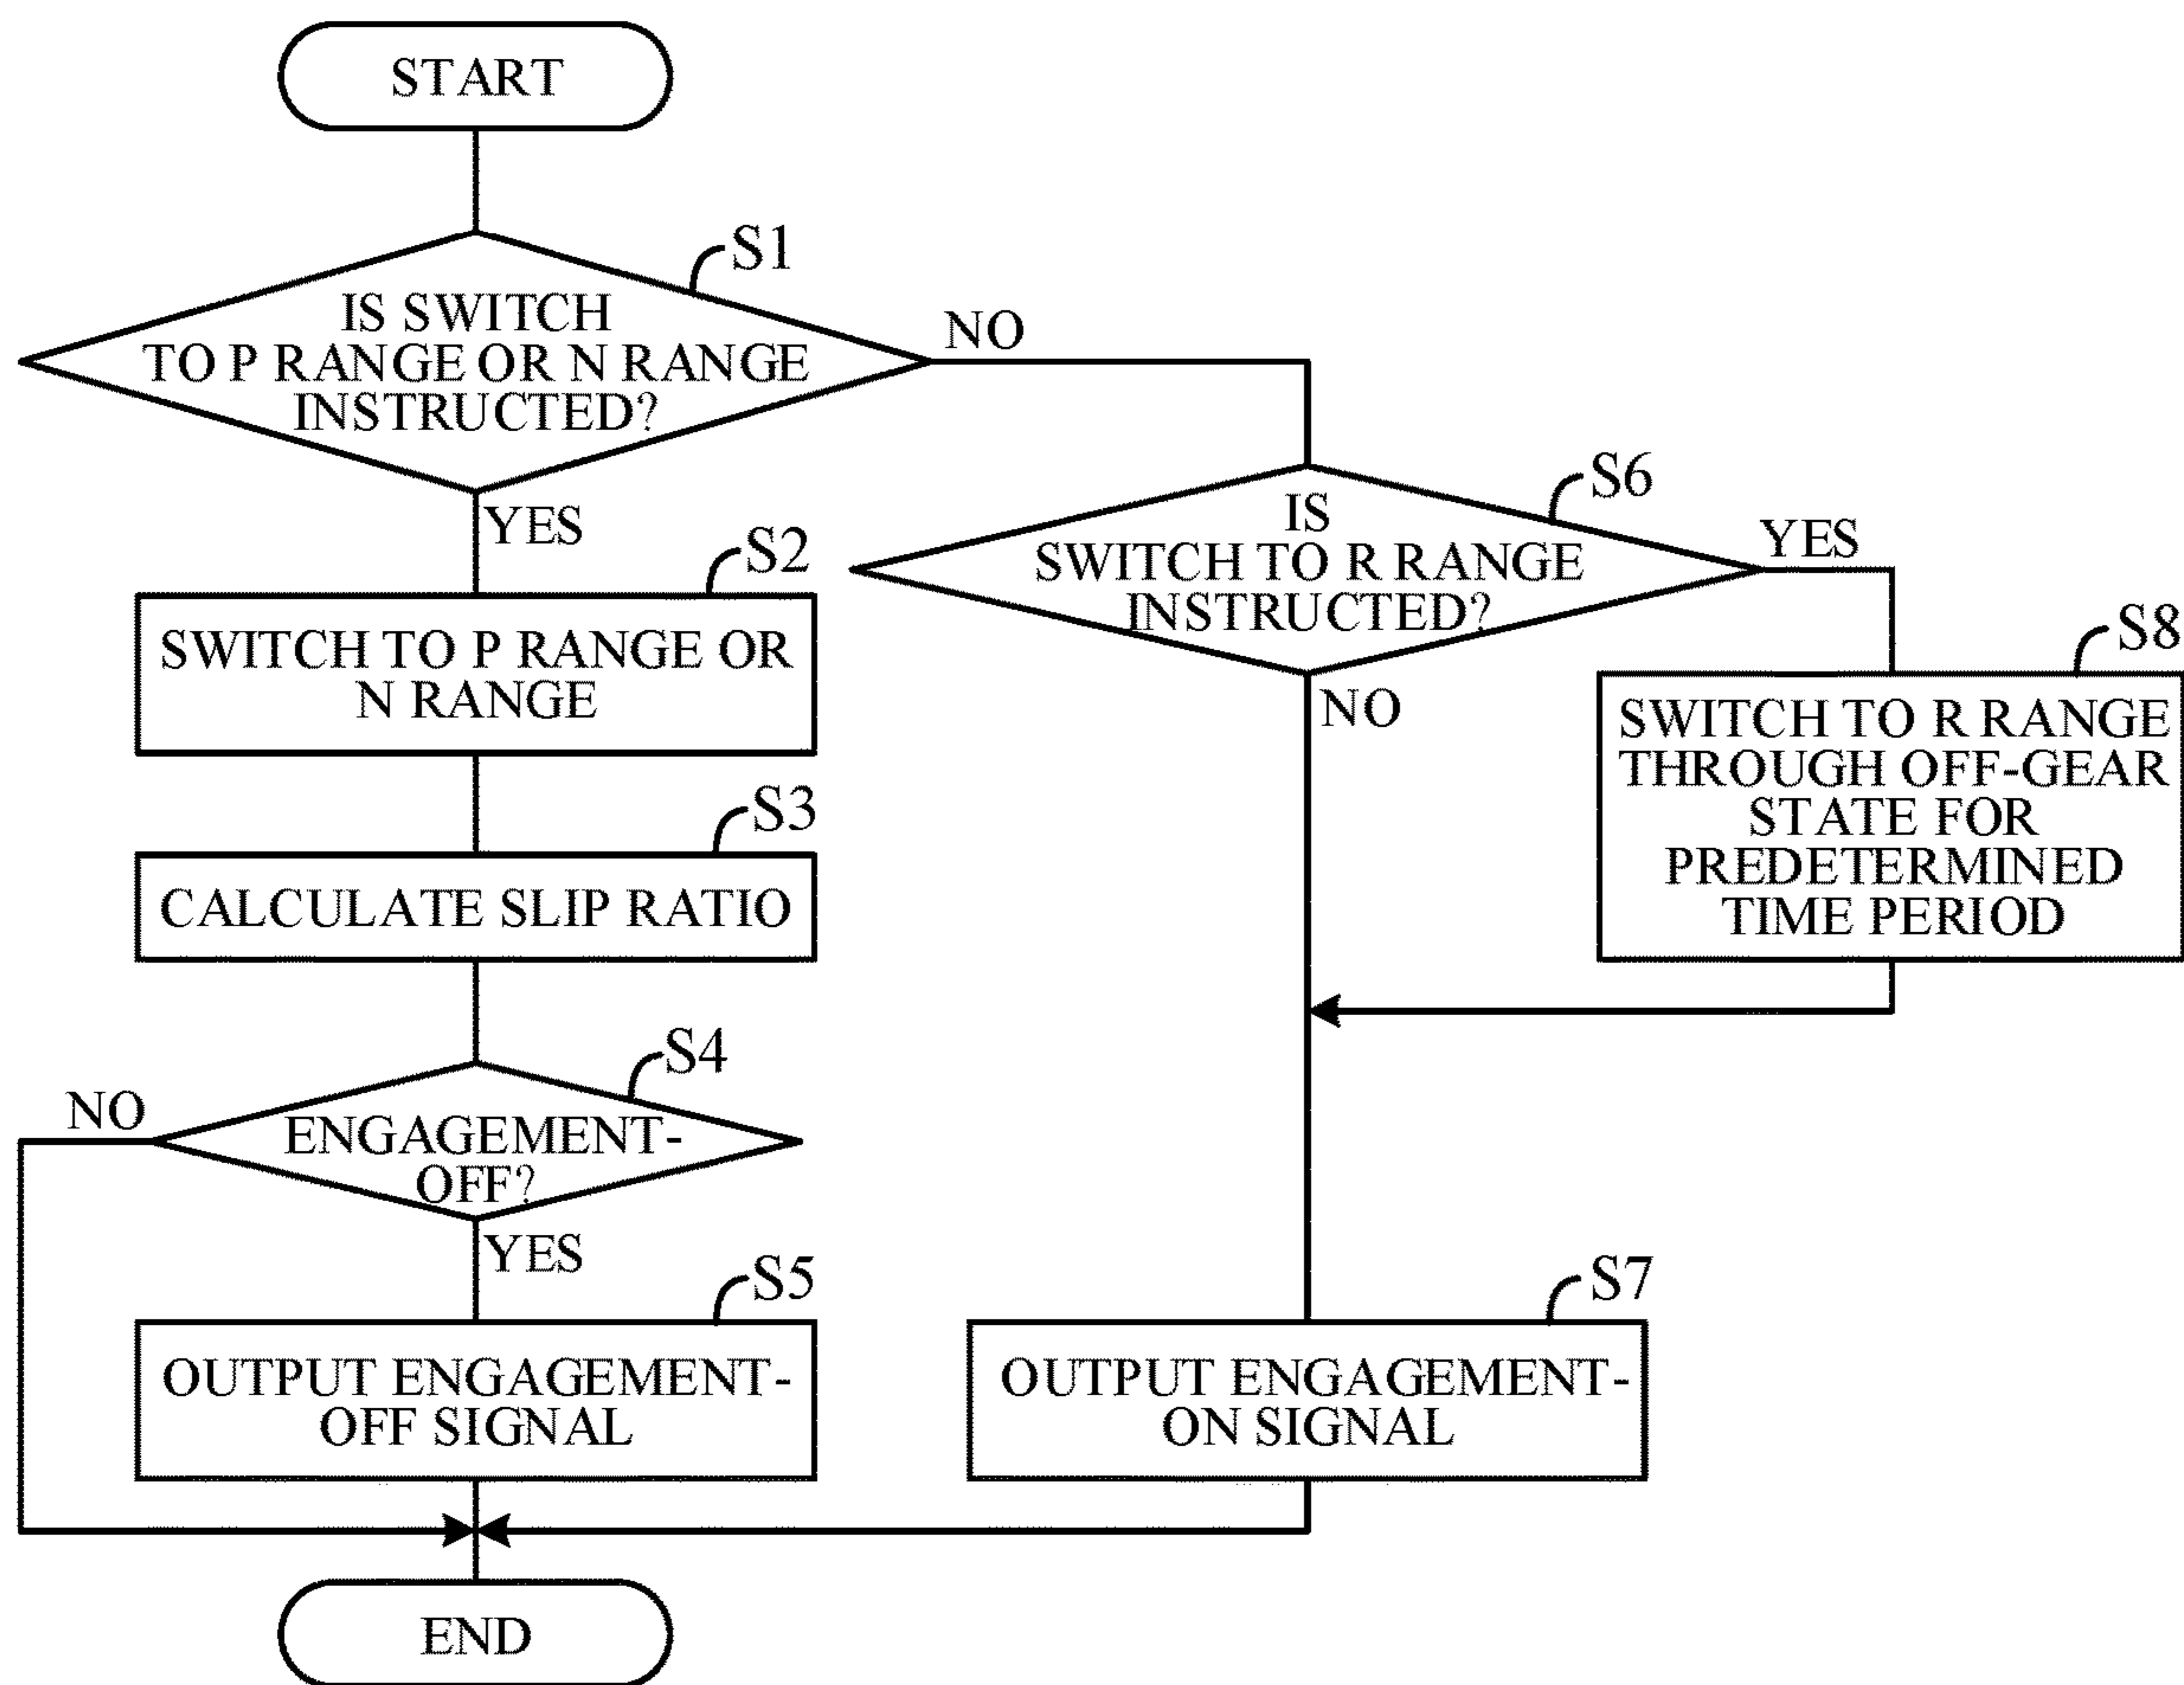 START
S1
IS SWITCH
TO P RANGE OR N RANGE
INSTRUCTED?
NO
YES
S2
SWITCH TO P RANGE OR
N RANGE
S3
CALCULATE SLIP RATIO
S4
ENGAGEMENT-
OFF?
NO
YES
S5
OUTPUT ENGAGEMENT-
OFF SIGNAL
S6
IS
SWITCH TO R RANGE
INSTRUCTED?
YES
NO
S8
SWITCH TO R RANGE
THROUGH OFF-GEAR
STATE FOR
PREDETERMINED
TIME PERIOD
S7
OUTPUT ENGAGEMENT-
ON SIGNAL
END